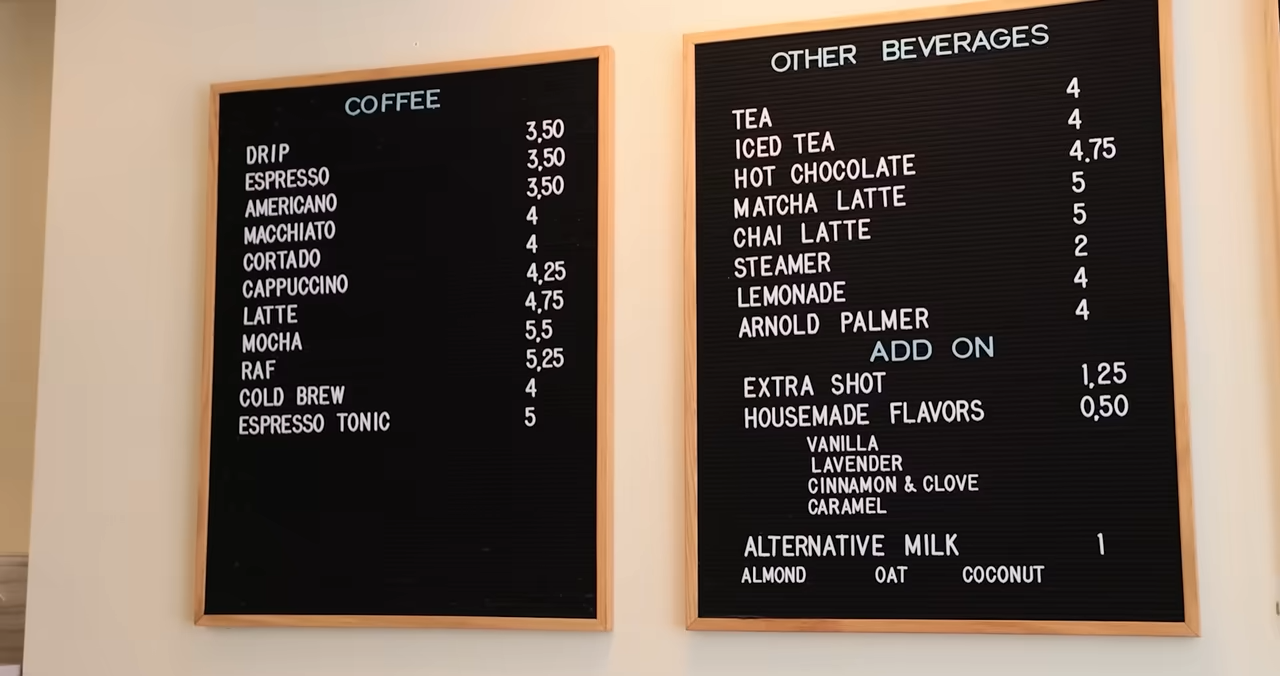 COFFEE
DRIP 3,50
ESPRESSO 3,50
AMERICANO 3,50
MACCHIATO 4
CORTADO 4
CAPPUCCINO 4,25
LATTE 4,75
MOCHA 5,5
RAF 5,25
COLD BREW 4
ESPRESSO TONIC 5
OTHER BEVERAGES
TEA 4
ICED TEA 4
HOT CHOCOLATE 4.75
MATCHA LATTE 5
CHAI LATTE 5
STEAMER 2
LEMONADE 4
ARNOLD PALMER 4
ADD ON
EXTRA SHOT 1,25
HOUSEMADE FLAVORS 0,50
VANILLA
LAVENDER
CINNAMON & CLOVE
CARAMEL
ALTERNATIVE MILK 1
ALMOND OAT COCONUT